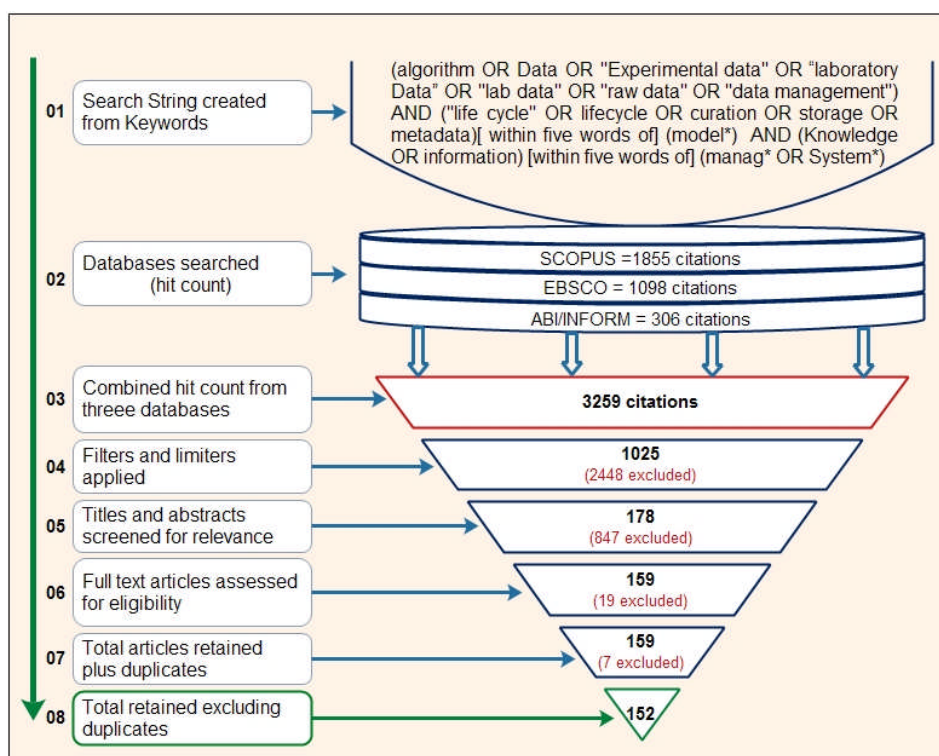 01
Search String created
from Keywords
(algorithm OR Data OR "Experimental data" OR “laboratory
Data” OR "lab data" OR "raw data" OR "data management")
AND ("life cycle" OR lifecycle OR curation OR storage OR
metadata)[ within five words of] (model*) AND (Knowledge
OR information) [within five words of] (manag* OR System*)
02
Databases searched
(hit count)
SCOPUS =1855 citations
EBSCO = 1098 citations
ABI/INFORM = 306 citations
03
Combined hit count from
threee databases
3259 citations
04
Filters and limiters
applied
1025
(2448 excluded)
05
Titles and abstracts
screened for relevance
178
(847 excluded)
06
Full text articles assessed
for eligibility
159
(19 excluded)
07
Total articles retained
plus duplicates
159
(7 excluded)
08
Total retained excluding
duplicates
152